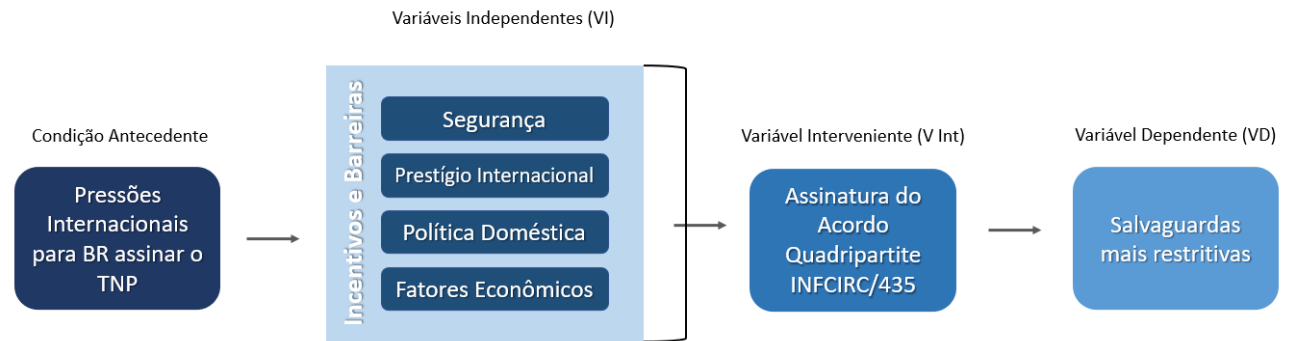 Variáveis Independentes (VI)
Condição Antecedente
Pressões
Internacionais
para BR assinar o
TNP
Incentivos e Barreiras
Segurança
Prestígio Internacional
Política Doméstica
Fatores Econômicos
Variável Interveniente (V Int)
Assinatura do
Acordo
Quadripartite
INFCIRC/435
Variável Dependente (VD)
Salvaguardas
mais restritivas